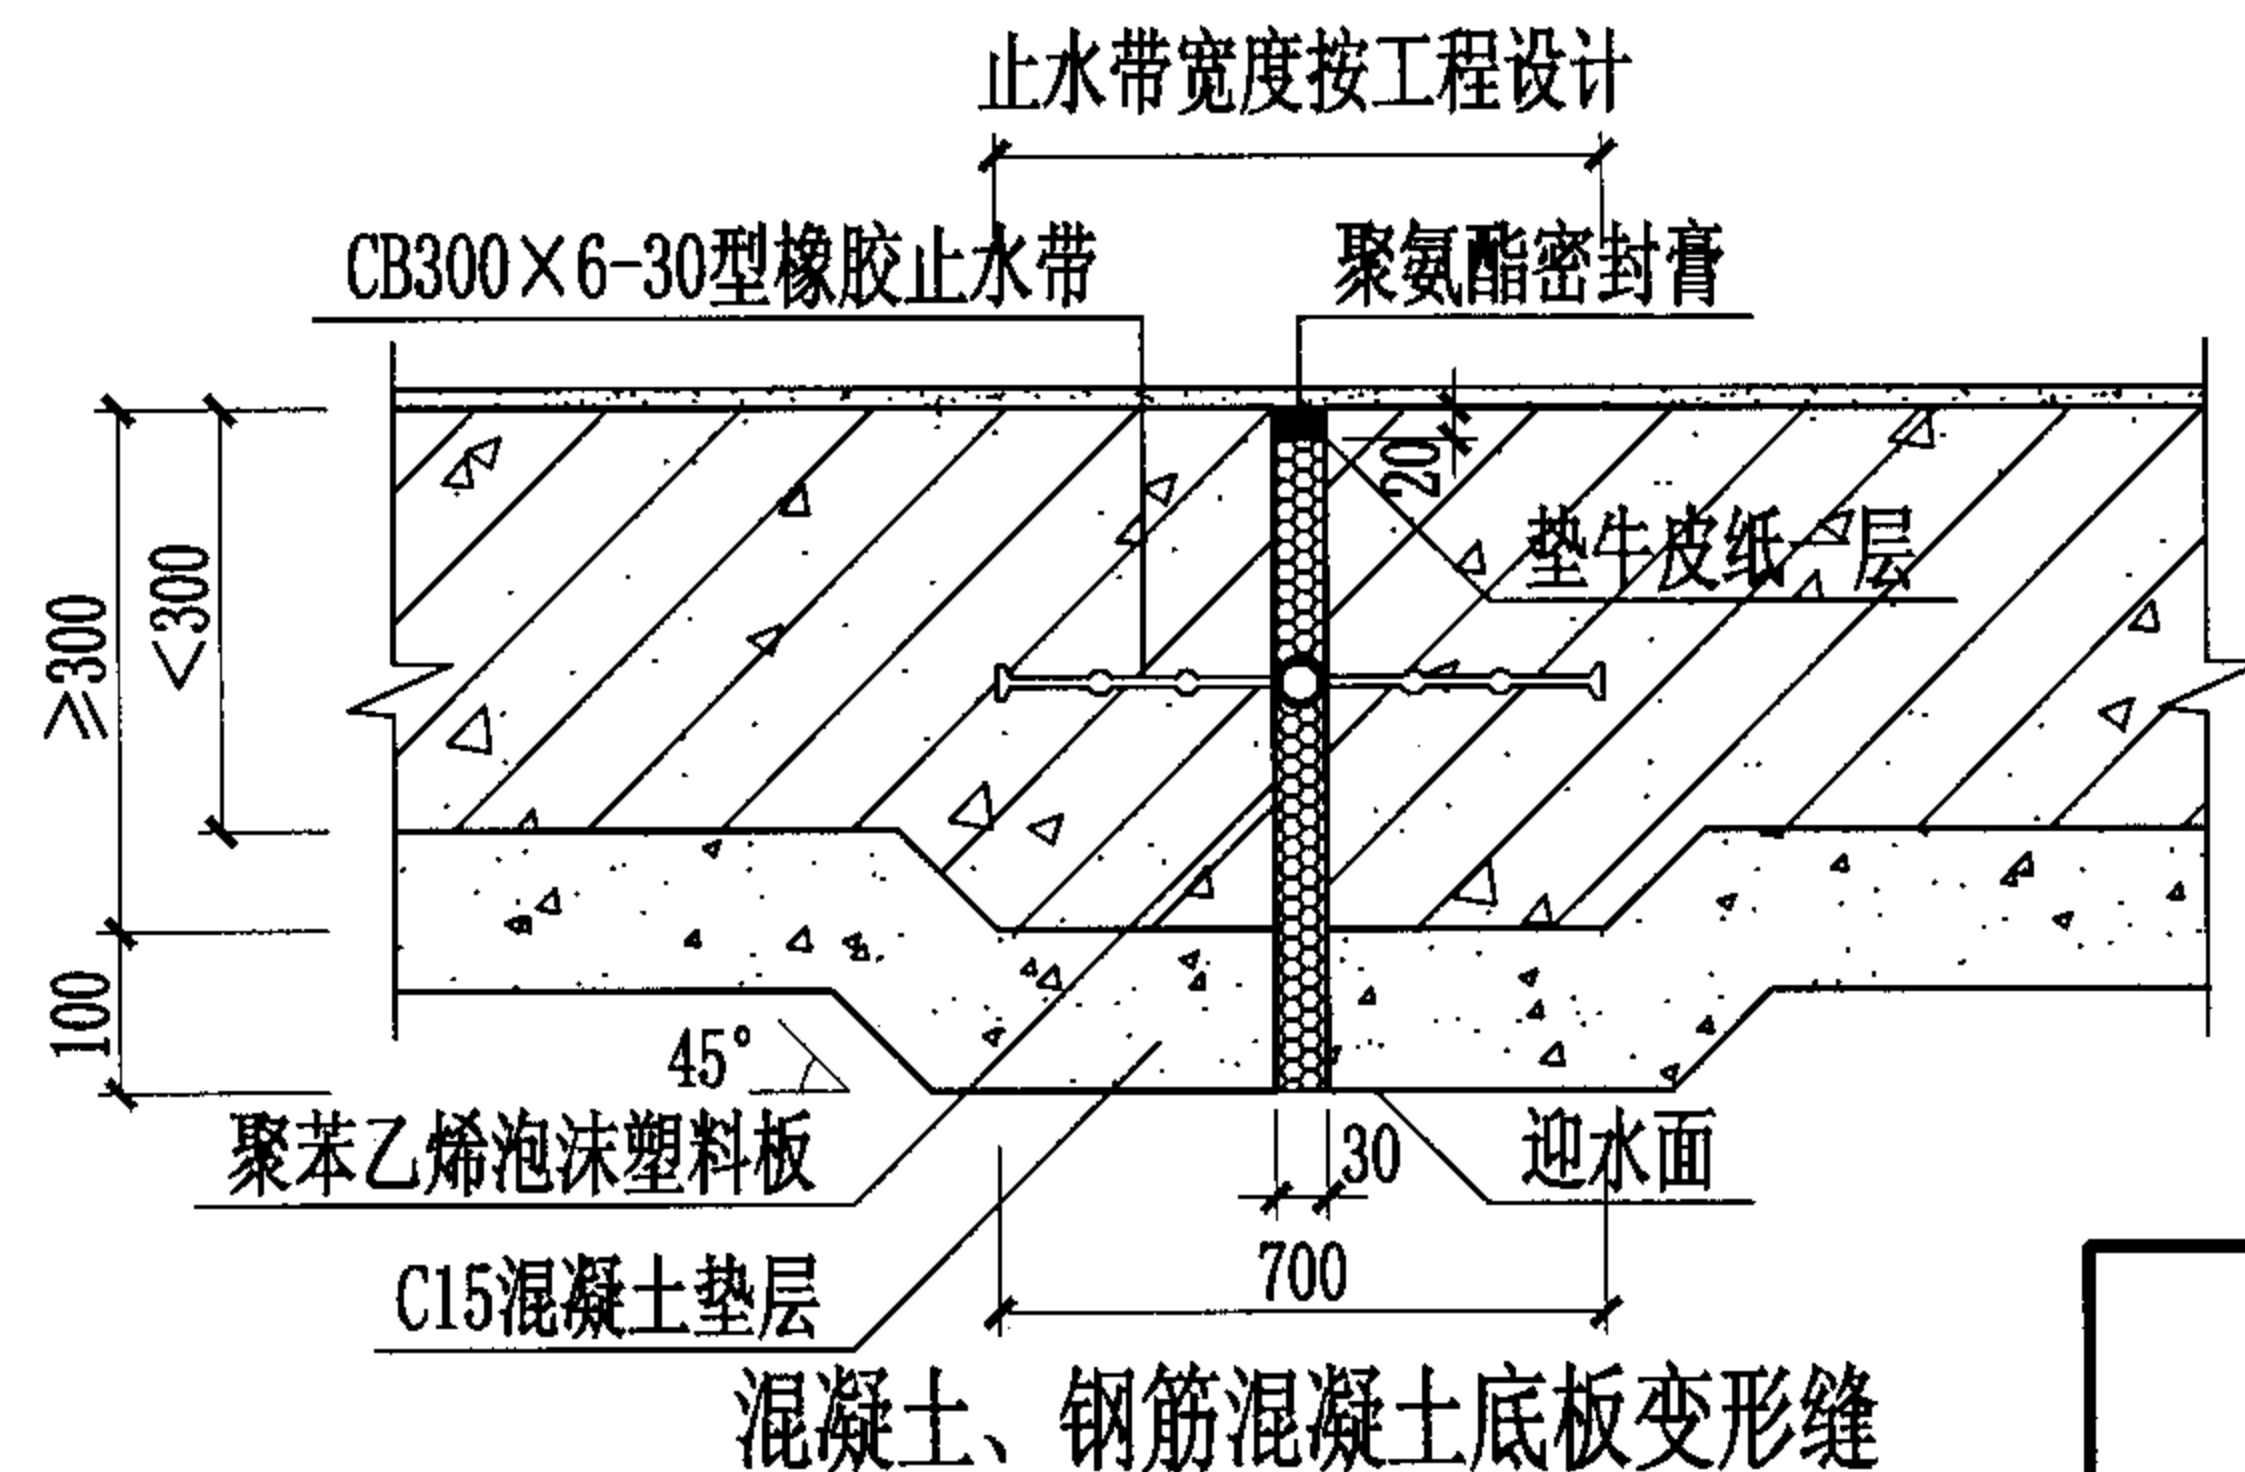 止水带宽度按工程设计
CB300×6-30型橡胶止水带
聚氨酯密封膏
20
垫牛皮纸一层
<300
≥300
100
45°
聚苯乙烯泡沫塑料板
30
迎水面
C15混凝土垫层
700
混凝土、钢筋混凝土底板变形缝